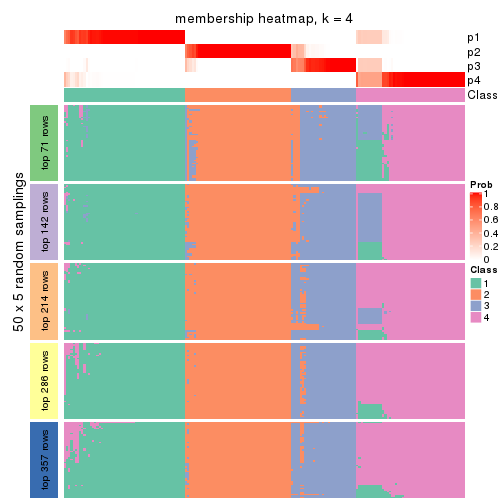 membership heatmap, k = 4
p1
p2
p3
p4
Class
50 x 5 random samplings
top 71 rows
top 142 rows
top 214 rows
top 286 rows
top 357 rows
Prob
1
0.8
0.6
0.4
0.2
0
Class
1
2
3
4